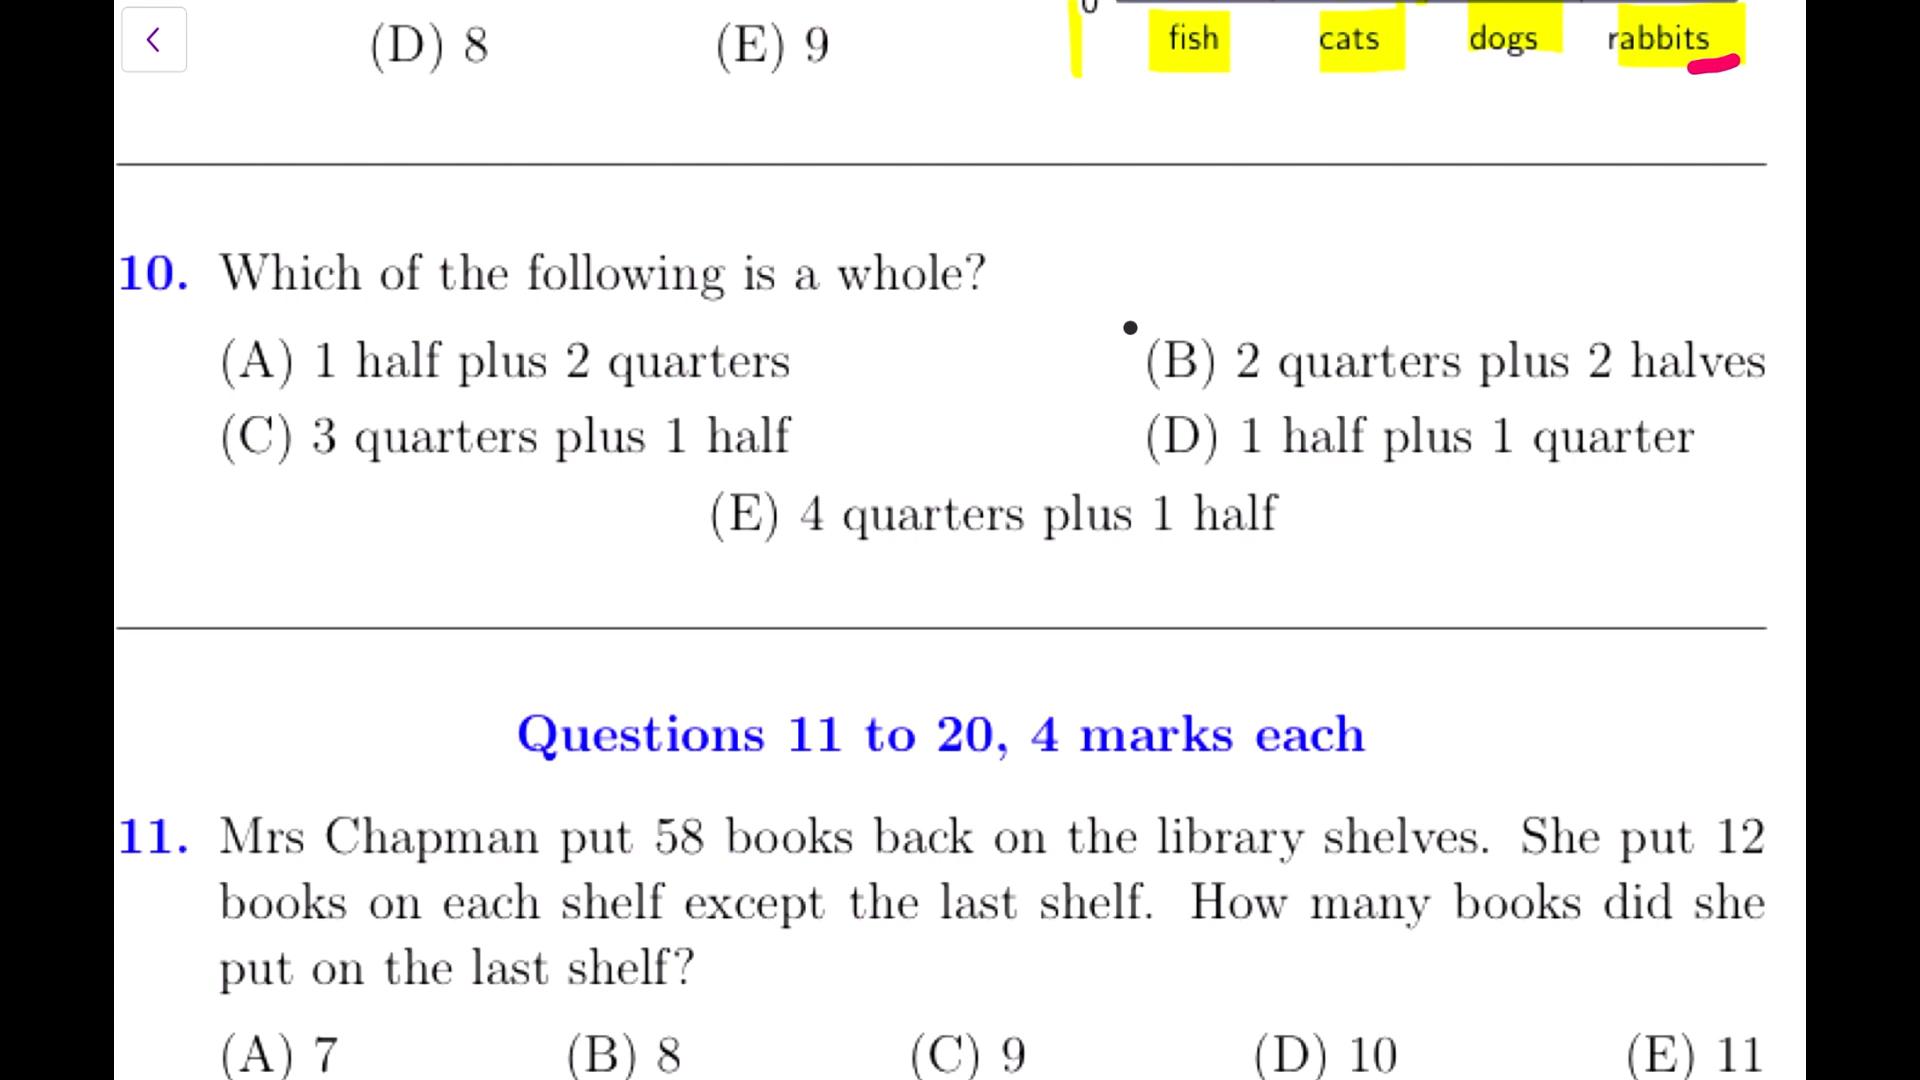 (D) 8 (E) 9
0
fish cats dogs rabbits
10. Which of the following is a whole?
(A) 1 half plus 2 quarters (B) 2 quarters plus 2 halves
(C) 3 quarters plus 1 half (D) 1 half plus 1 quarter
(E) 4 quarters plus 1 half
Questions 11 to 20, 4 marks each
11. Mrs Chapman put 58 books back on the library shelves. She put 12
books on each shelf except the last shelf. How many books did she
put on the last shelf?
(A) 7 (B) 8 (C) 9 (D) 10 (E) 11